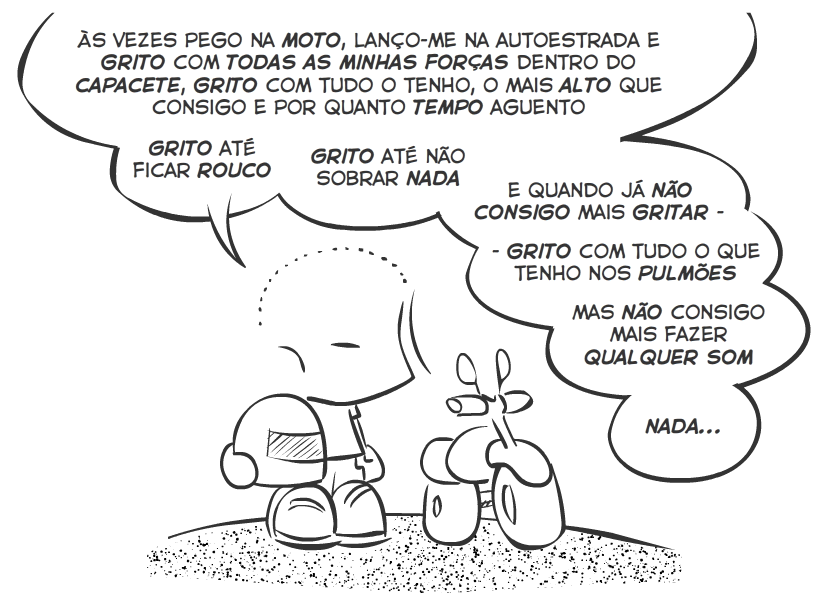 ÀS VEZES PEGO NA MOTO, LANÇO-ME NA AUTOESTRADA E
GRITO COM TODAS AS MINHAS FORÇAS DENTRO DO
CAPACETE, GRITO COM TUDO O TENHO, O MAIS ALTO QUE
CONSIGO E POR QUANTO TEMPO AGUENTO
GRITO ATÉ
FICAR ROUCO
GRITO ATÉ NÃO
SOBRAR NADA
E QUANDO JÁ NÃO
CONSIGO MAIS GRITAR -
- GRITO COM TUDO O QUE
TENHO NOS PULMÕES
MAS NÃO CONSIGO
MAIS FAZER
QUALQUER SOM
NADA...